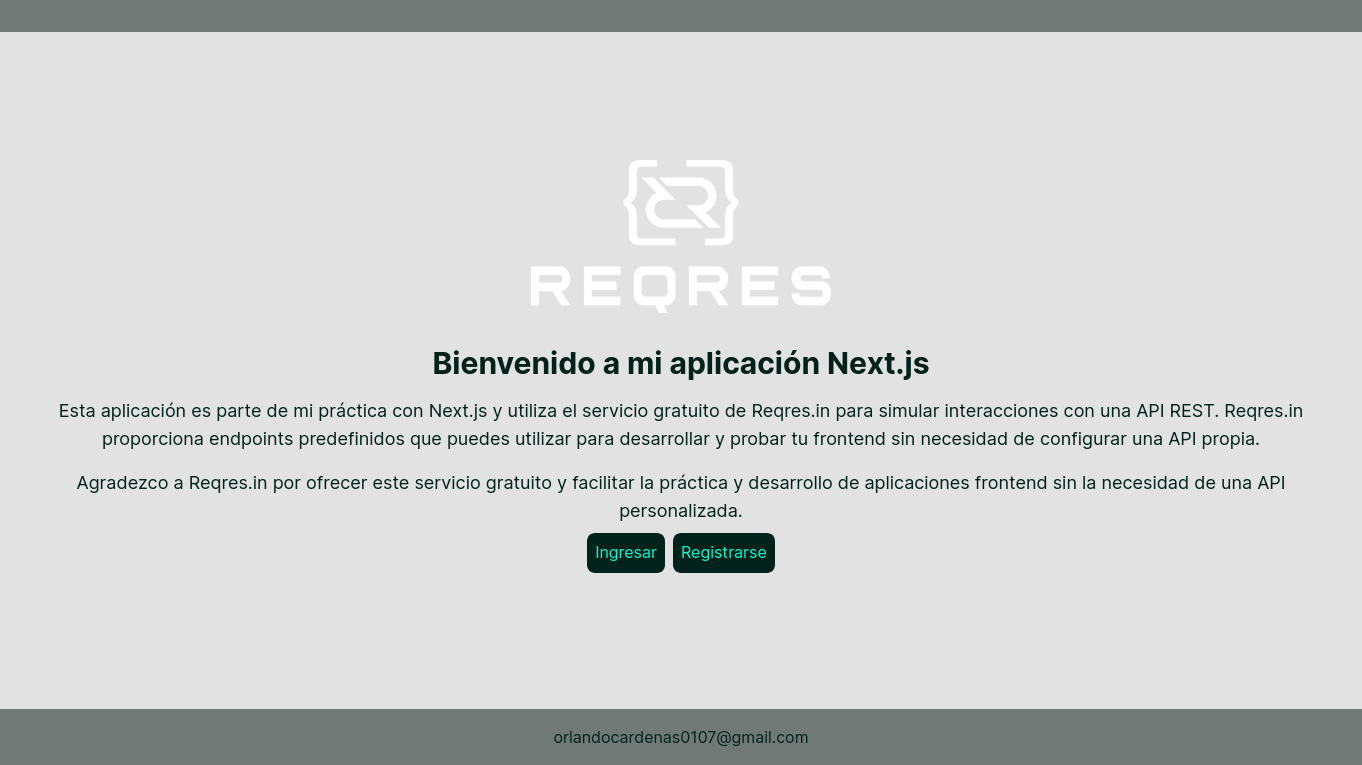 REQRES
Bienvenido a mi aplicación Next.js
Esta aplicación es parte de mi práctica con Next.js y utiliza el servicio gratuito de Reqres.in para simular interacciones con una API REST. Reqres.in
proporciona endpoints predefinidos que puedes utilizar para desarrollar y probar tu frontend sin necesidad de configurar una API propia.
Agradezco a Reqres.in por ofrecer este servicio gratuito y facilitar la práctica y desarrollo de aplicaciones frontend sin la necesidad de una API
personalizada.
Ingresar Registrarse
orlandocardenas0107@gmail.com